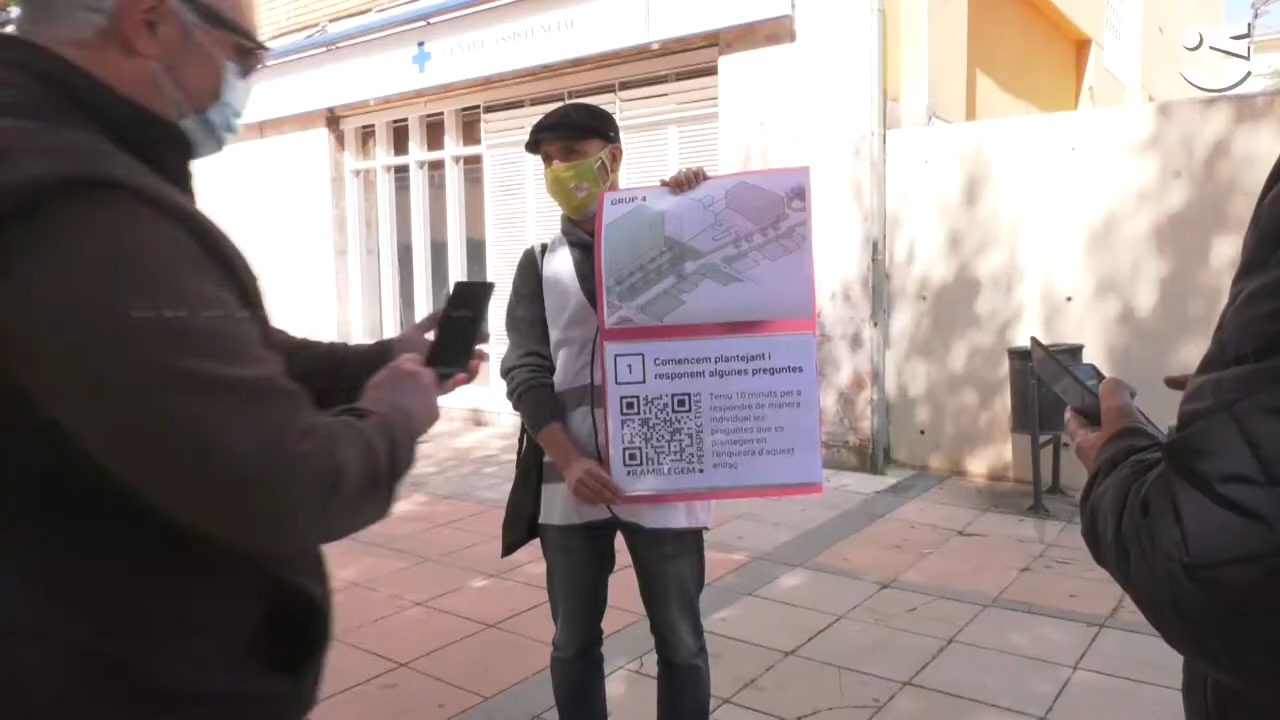 CENTRE ASSISTENCIAL
GRUP 4
1
Comencem plantejant i
responent algunes preguntes
Teniu 10 minuts per a
respondre de manera
individual les
preguntes que es
plantegen en
l'enquesta d'aquest
enllaç
#PERSPECTIVES
#RAMBLEGEM